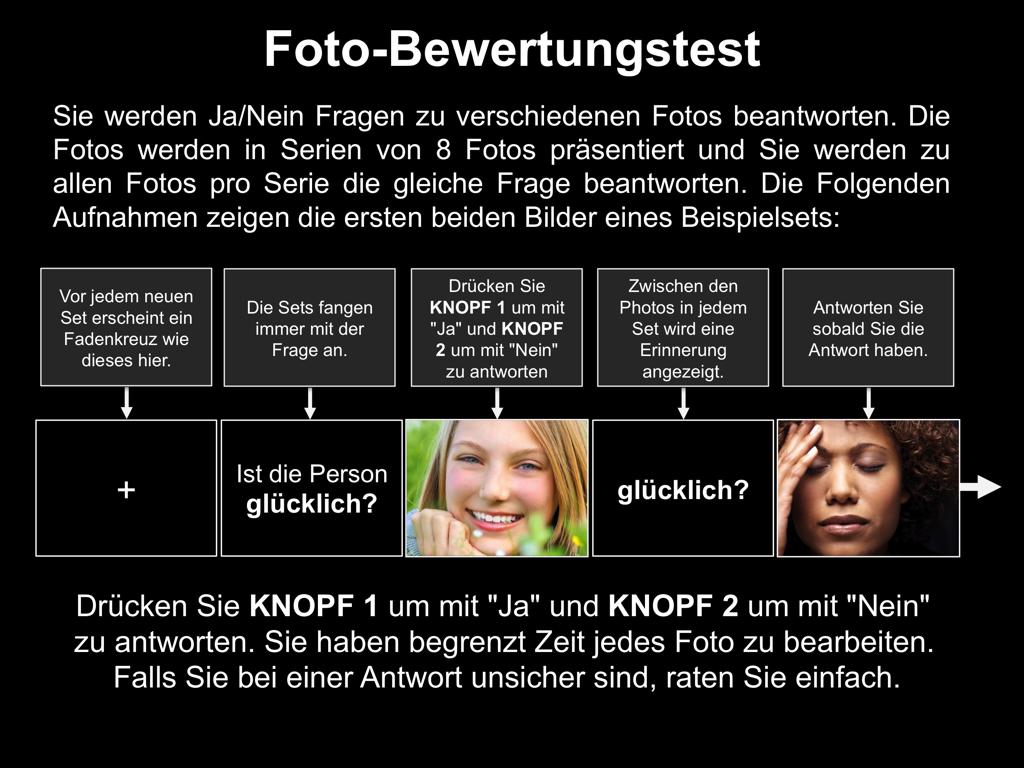 Foto-Bewertungstest
Sie werden Ja/Nein Fragen zu verschiedenen Fotos beantworten. Die
Fotos werden in Serien von 8 Fotos präsentiert und Sie werden zu
allen Fotos pro Serie die gleiche Frage beantworten. Die Folgenden
Aufnahmen zeigen die ersten beiden Bilder eines Beispielsets:
Vor jedem neuen
Set erscheint ein
Fadenkreuz wie
dieses hier.
Die Sets fangen
immer mit der
Frage an.
Drücken Sie
KNOPF 1 um mit
"Ja" und KNOPF
2 um mit "Nein"
zu antworten
Zwischen den
Photos in jedem
Set wird eine
Erinnerung
angezeigt.
Antworten Sie
sobald Sie die
Antwort haben.
+
Ist die Person
glücklich?
glücklich?
Drücken Sie KNOPF 1 um mit "Ja" und KNOPF 2 um mit "Nein"
zu antworten. Sie haben begrenzt Zeit jedes Foto zu bearbeiten.
Falls Sie bei einer Antwort unsicher sind, raten Sie einfach.